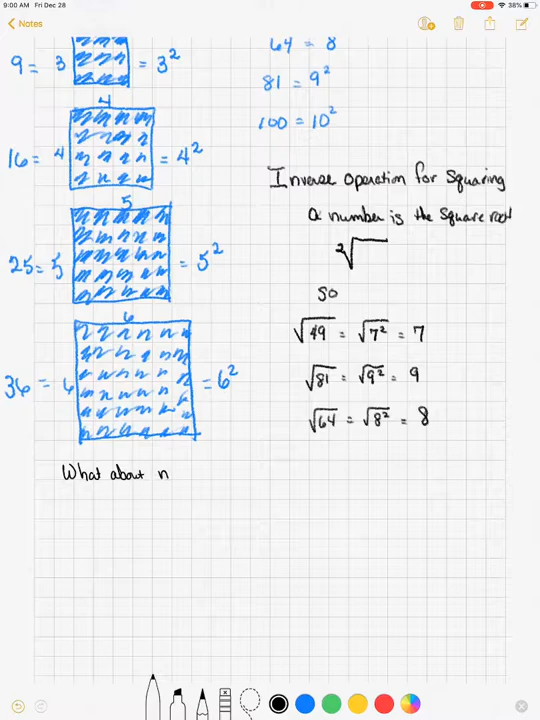 9:00 AM Fri Dec 28
38%
Notes
9 = 3 = 3²
4
16 = 4 = 4²
5
25 = 5 = 5²
6
36 = 6 = 6²
What about n
64 = 8
81 = 9²
100 = 10²
Inverse operation for squaring
a number is the square root
²√
so
√49 = √7² = 7
√81 = √9² = 9
√64 = √8² = 8